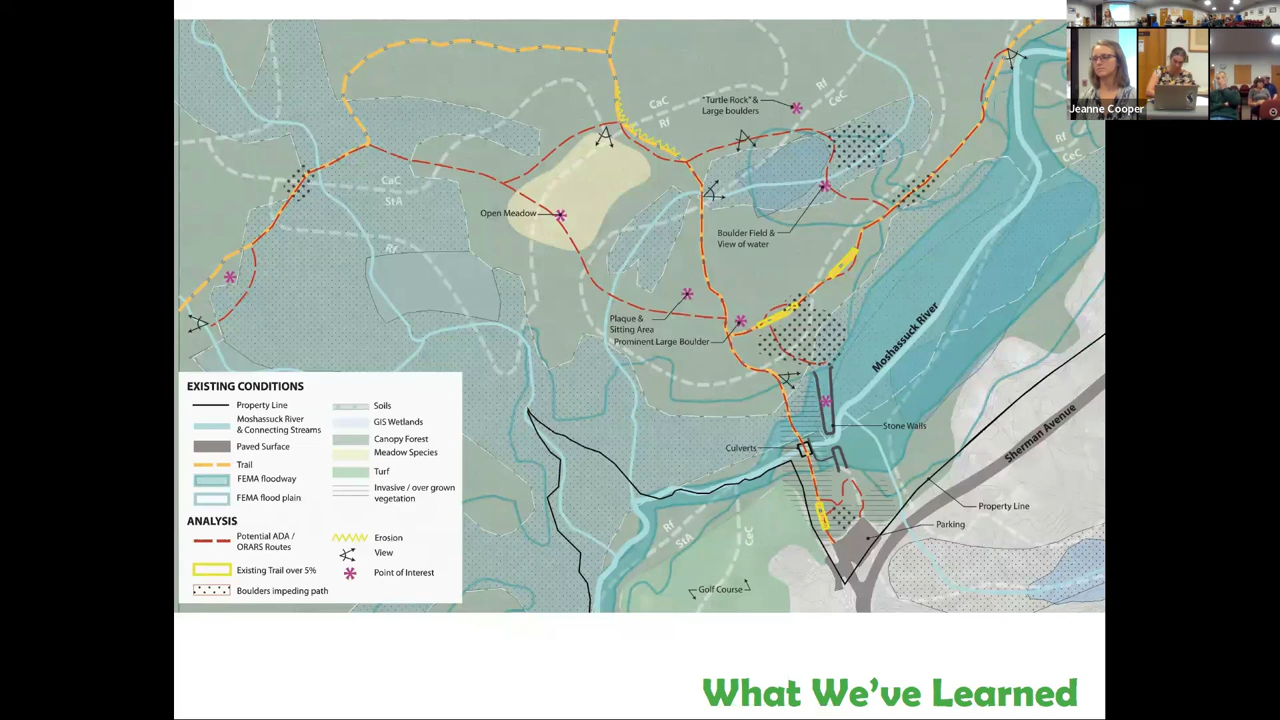 Jeanne Cooper
"Turtle Rock" &
Large boulders
Rf
CeC
CaC
Rf
Rf
CeC
CaC
StA
Open Meadow
Boulder Field &
View of water
Rf
Plaque &
Sitting Area
Prominent Large Boulder
Moshassuck River
Stone Walls
Culverts
Sherman Avenue
Property Line
Parking
Rf
StA
CeC
Golf Course
EXISTING CONDITIONS
Property Line
Moshassuck River
& Connecting Streams
Paved Surface
Trail
FEMA floodway
FEMA flood plain
Soils
GIS Wetlands
Canopy Forest
Meadow Species
Turf
Invasive / over grown
vegetation
ANALYSIS
Potential ADA /
ORARS Routes
Existing Trail over 5%
Boulders impeding path
Erosion
View
Point of Interest
What We've Learned